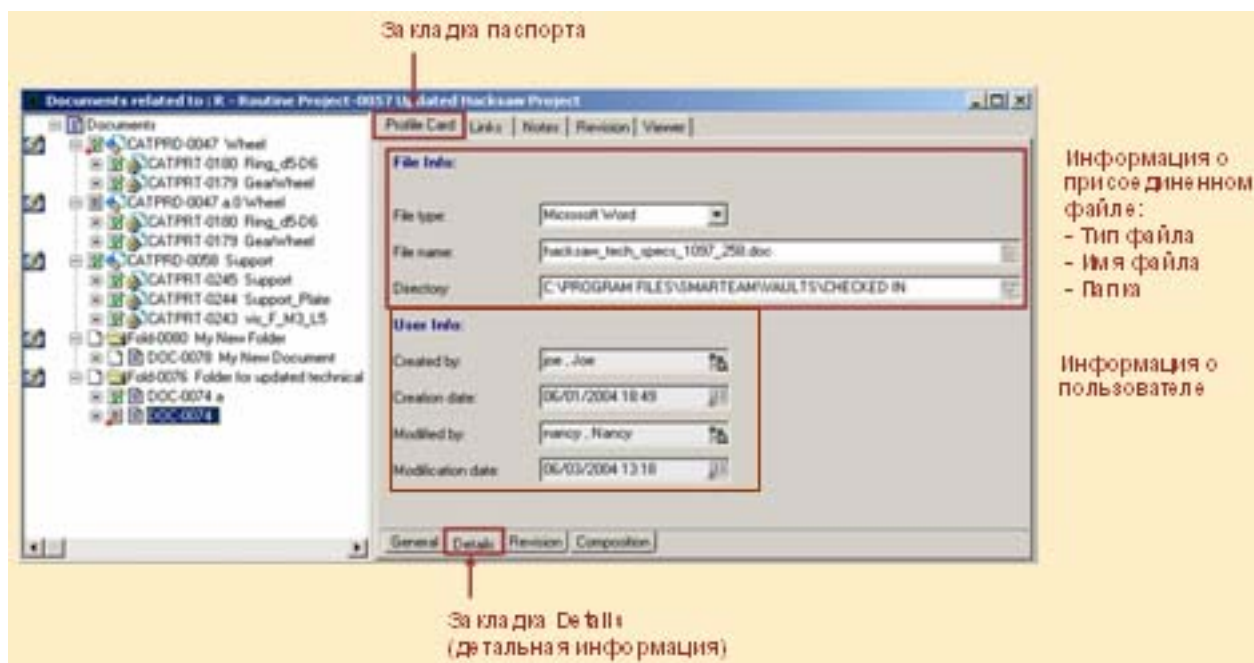 Закладка паспорта
Documents related to : R - Routine Project-0057 Updated Hacksaw Project
Documents
CATPRD-0047 Wheel
CATPRT-0180 Ring_d5-D6
CATPRT-0179 GearWheel
CATPRD-0047 a.0 Wheel
CATPRT-0180 Ring_d5-D6
CATPRT-0179 GearWheel
CATPRD-0058 Support
CATPRT-0245 Support
CATPRT-0244 Support_Plate
CATPRT-0243 vis_F_M3_L5
Fold-0080 My New Folder
DOC-0078 My New Document
Fold-0076 Folder for updated technical
DOC-0074 a
DOC-0074
Profile Card Links Notes Revision Viewer
File Info:
File type: Microsoft Word
File name: hacksaw_tech_specs_1097_258.doc
Directory: C:\PROGRAM FILES\SMARTEAM\VAULTS\CHECKED IN
User Info:
Created by: joe , Joe
Creation date: 06/01/2004 18:49
Modified by: nancy , Nancy
Modification date: 06/03/2004 13:18
General Details Revision Composition
Информация о
присоединенном
файле:
- Тип файла
- Имя файла
- Папка
Информация о
пользователе
Закладка Details
(детальная информация)